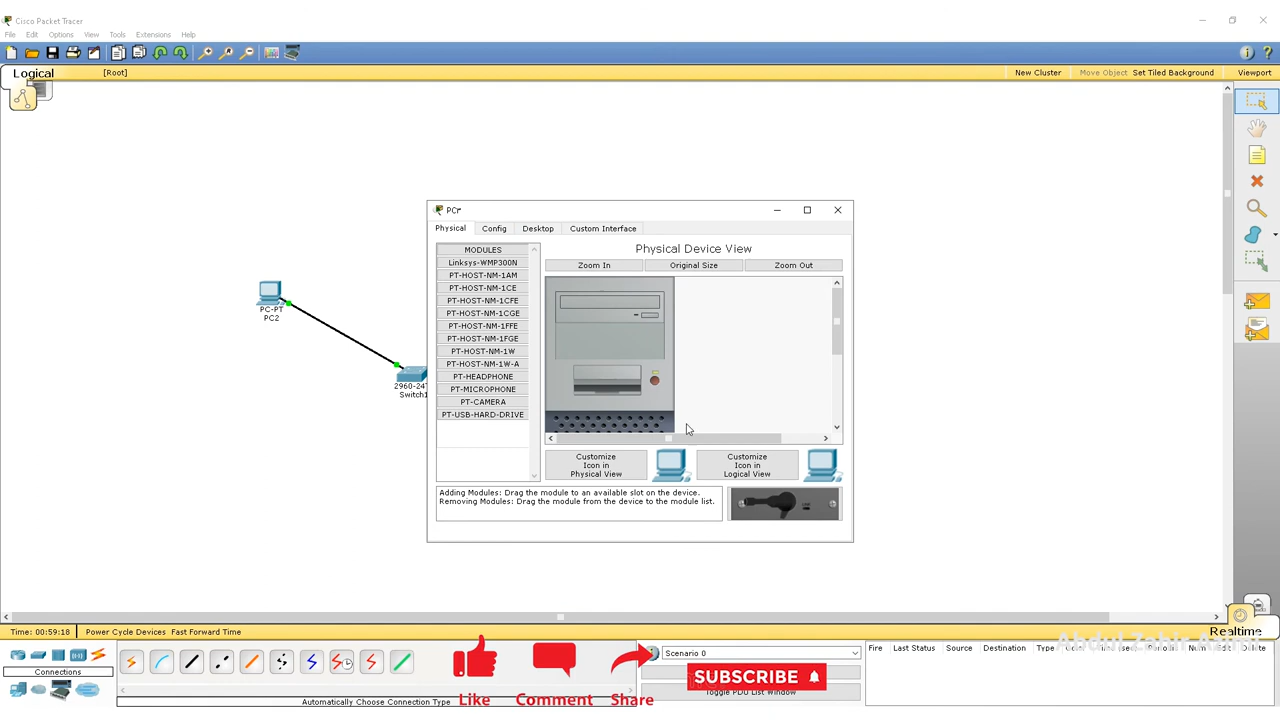 Cisco Packet Tracer
File Edit Options View Tools Extensions Help
Logical [Root] New Cluster Move Object Set Tiled Background Viewport
PC-PT
PC2
Switch1
PC٣
Physical Config Desktop Custom Interface
MODULES
Linksys-WMP300N
PT-HOST-NM-1AM
PT-HOST-NM-1CE
PT-HOST-NM-1CFE
PT-HOST-NM-1CGE
PT-HOST-NM-1FFE
PT-HOST-NM-1FGE
PT-HOST-NM-1W
PT-HOST-NM-1W-A
PT-HEADPHONE
PT-MICROPHONE
PT-CAMERA
PT-USB-HARD-DRIVE
Physical Device View
Zoom In Original Size Zoom Out
Customize
Icon in
Physical View
Customize
Icon in
Logical View
Adding Modules: Drag the module to an available slot on the device.
Removing Modules: Drag the module from the device to the module list.
Time: 00:59:18 Power Cycle Devices Fast Forward Time
Realtime
Connections
Automatically Choose Connection Type
Scenario 0
Toggle PDU List Window
Fire Last Status Source Destination
Like Comment Share
SUBSCRIBE